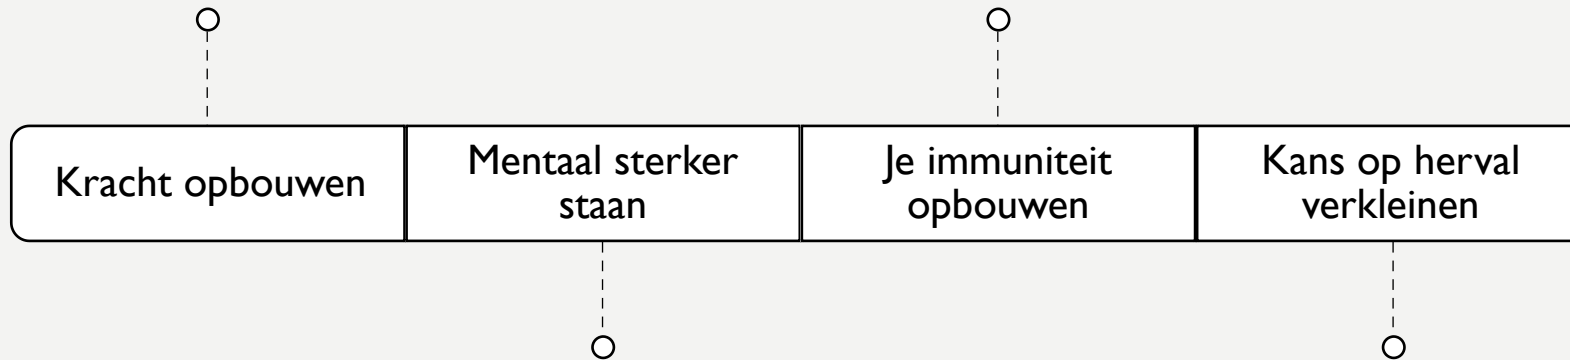 Kracht opbouwen
Mentaal sterker
staan
Je immuniteit
opbouwen
Kans op herval
verkleinen